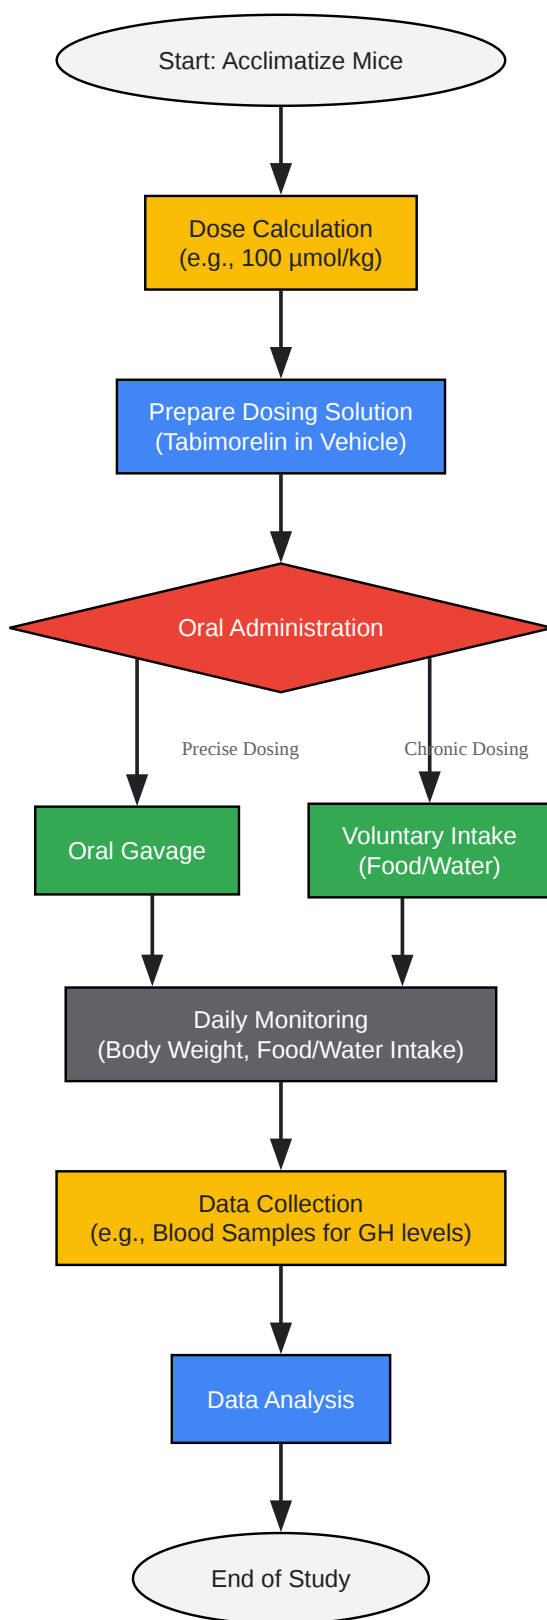 Start: Acclimatize Mice
Dose Calculation
(e.g., 100 µmol/kg)
Prepare Dosing Solution
(Tabimorelin in Vehicle)
Oral Administration
Precise Dosing
Chronic Dosing
Oral Gavage
Voluntary Intake
(Food/Water)
Daily Monitoring
(Body Weight, Food/Water Intake)
Data Collection
(e.g., Blood Samples for GH levels)
Data Analysis
End of Study